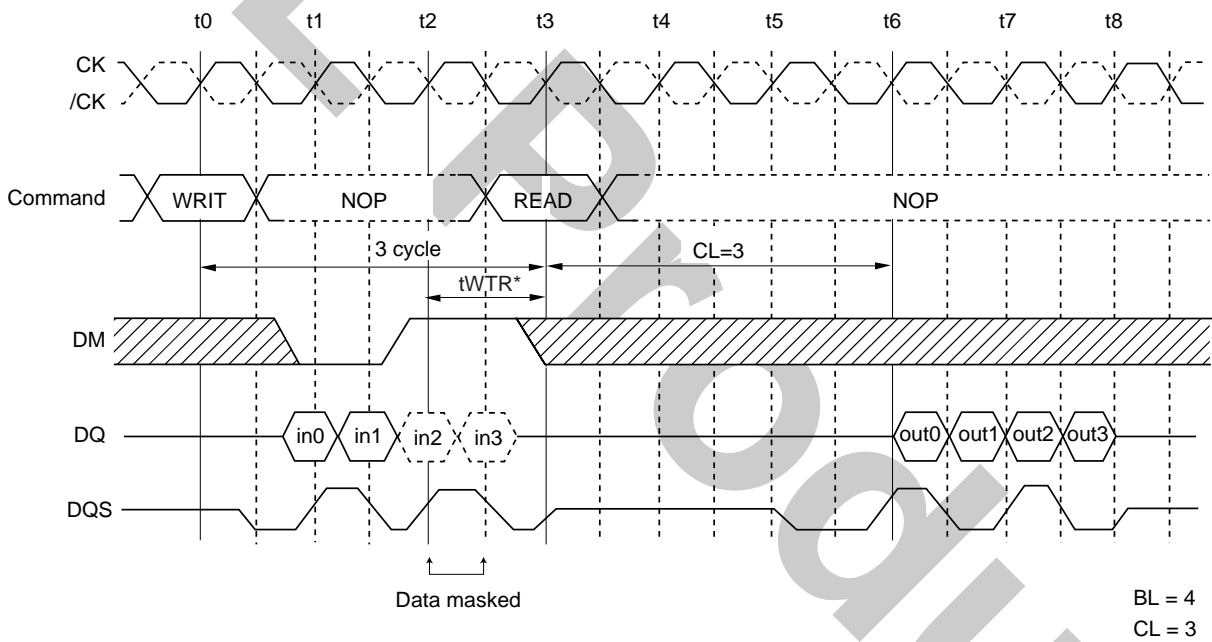 t0 t1 t2 t3 t4 t5 t6 t7 t8
CK
/CK
Command WRIT NOP READ NOP
3 cycle CL=3
tWTR*
DM
DQ in0 in1 in2 in3 out0 out1 out2 out3
DQS
Data masked
BL = 4
CL = 3